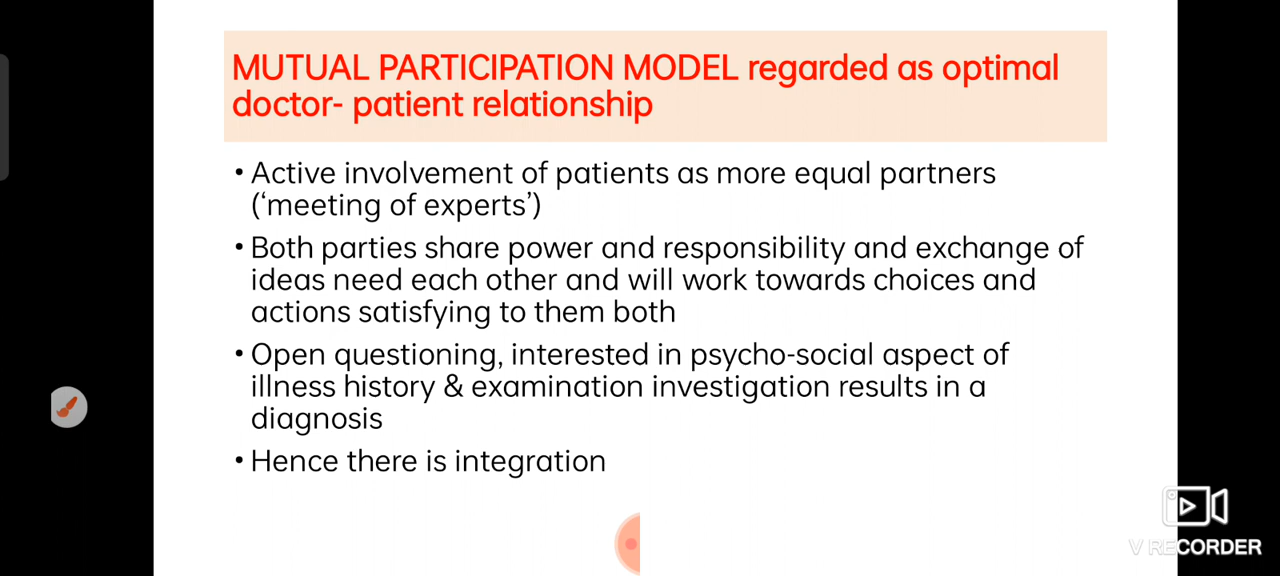 MUTUAL PARTICIPATION MODEL regarded as optimal
doctor- patient relationship
• Active involvement of patients as more equal partners
(‘meeting of experts’)
• Both parties share power and responsibility and exchange of
ideas need each other and will work towards choices and
actions satisfying to them both
• Open questioning, interested in psycho-social aspect of
illness history & examination investigation results in a
diagnosis
• Hence there is integration
V RECORDER